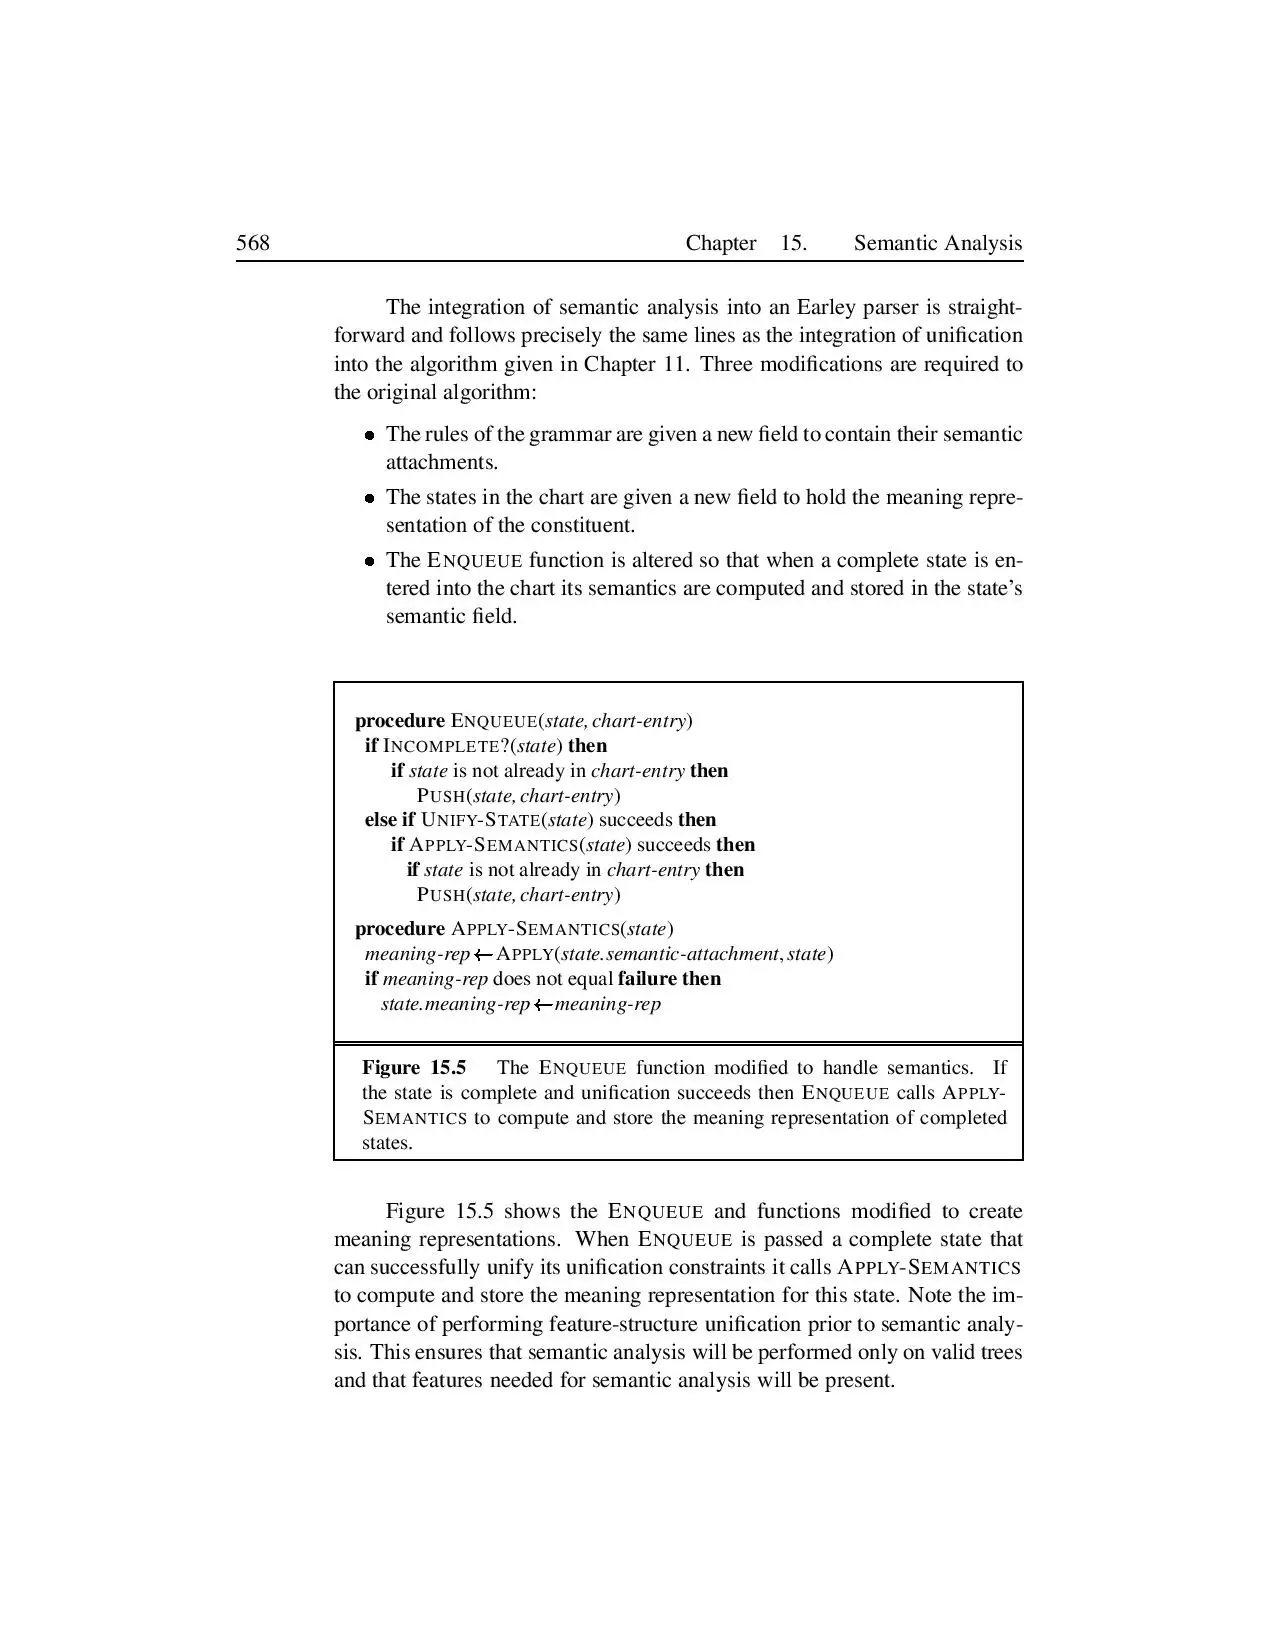 568 Chapter 15. Semantic Analysis
The integration of semantic analysis into an Earley parser is straight-
forward and follows precisely the same lines as the integration of unification
into the algorithm given in Chapter 11. Three modifications are required to
the original algorithm:
• The rules of the grammar are given a new field to contain their semantic
attachments.
• The states in the chart are given a new field to hold the meaning repre-
sentation of the constituent.
• The ENQUEUE function is altered so that when a complete state is en-
tered into the chart its semantics are computed and stored in the state's
semantic field.
procedure ENQUEUE(state, chart-entry)
if INCOMPLETE?(state) then
if state is not already in chart-entry then
PUSH(state, chart-entry)
else if UNIFY-STATE(state) succeeds then
if APPLY-SEMANTICS(state) succeeds then
if state is not already in chart-entry then
PUSH(state, chart-entry)
procedure APPLY-SEMANTICS(state)
meaning-rep ← APPLY(state.semantic-attachment, state)
if meaning-rep does not equal failure then
state.meaning-rep ← meaning-rep
Figure 15.5 The ENQUEUE function modified to handle semantics. If
the state is complete and unification succeeds then ENQUEUE calls APPLY-
SEMANTICS to compute and store the meaning representation of completed
states.
Figure 15.5 shows the ENQUEUE and functions modified to create
meaning representations. When ENQUEUE is passed a complete state that
can successfully unify its unification constraints it calls APPLY-SEMANTICS
to compute and store the meaning representation for this state. Note the im-
portance of performing feature-structure unification prior to semantic analy-
sis. This ensures that semantic analysis will be performed only on valid trees
and that features needed for semantic analysis will be present.